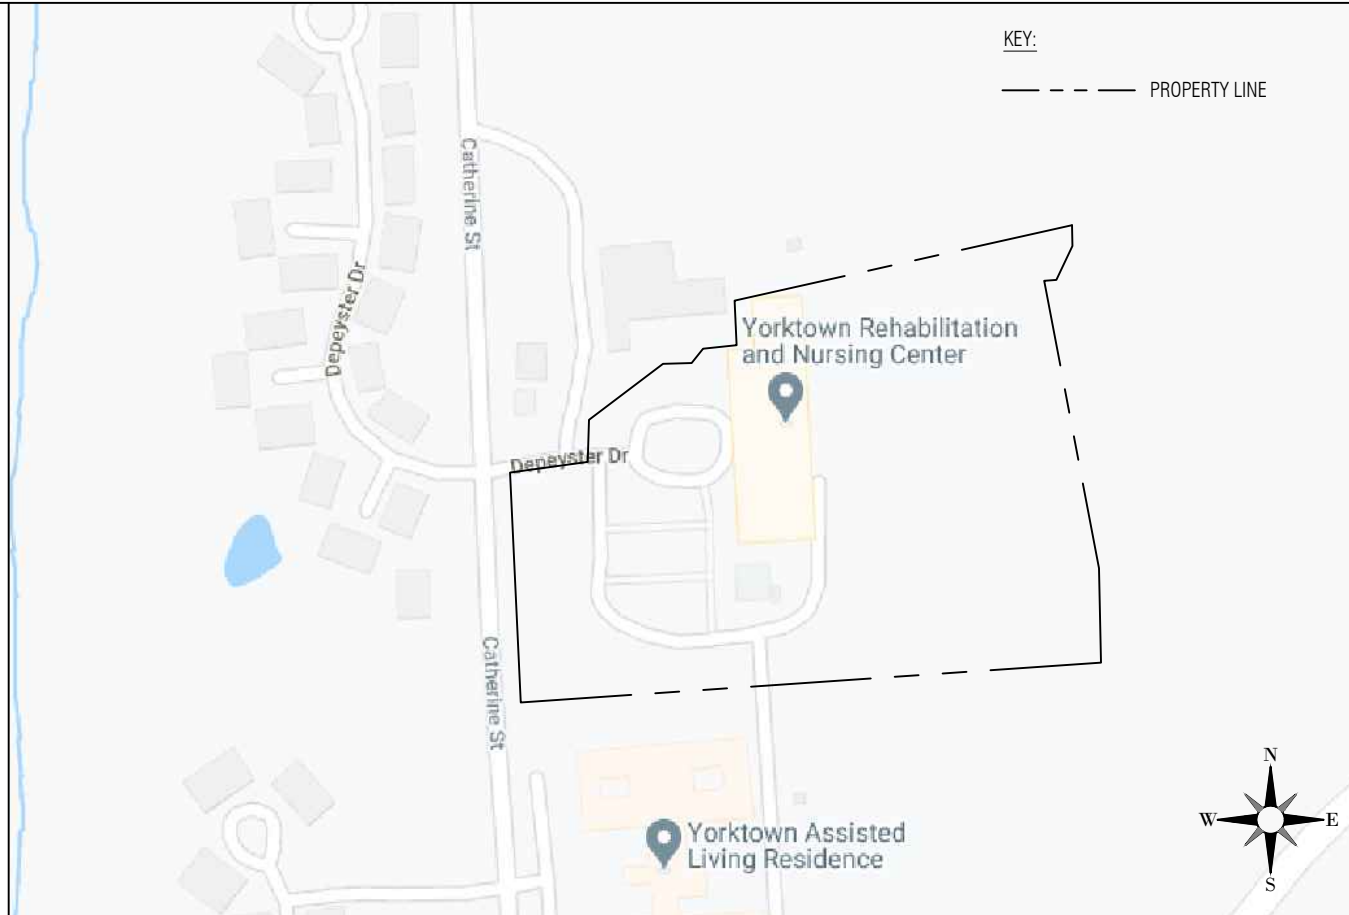 KEY:
PROPERTY LINE
Catherine St
Depeyster Dr
Yorktown Rehabilitation
and Nursing Center
Depeyster Dr
Catherine St
N
W
E
S
Yorktown Assisted
Living Residence